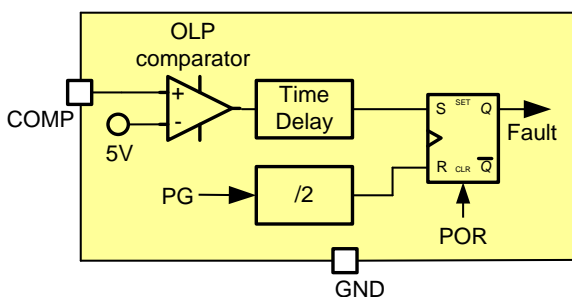 OLP
comparator
COMP
+
-
5V
Time
Delay
S SET Q
Fault
R CLR Q
PG
/2
POR
GND